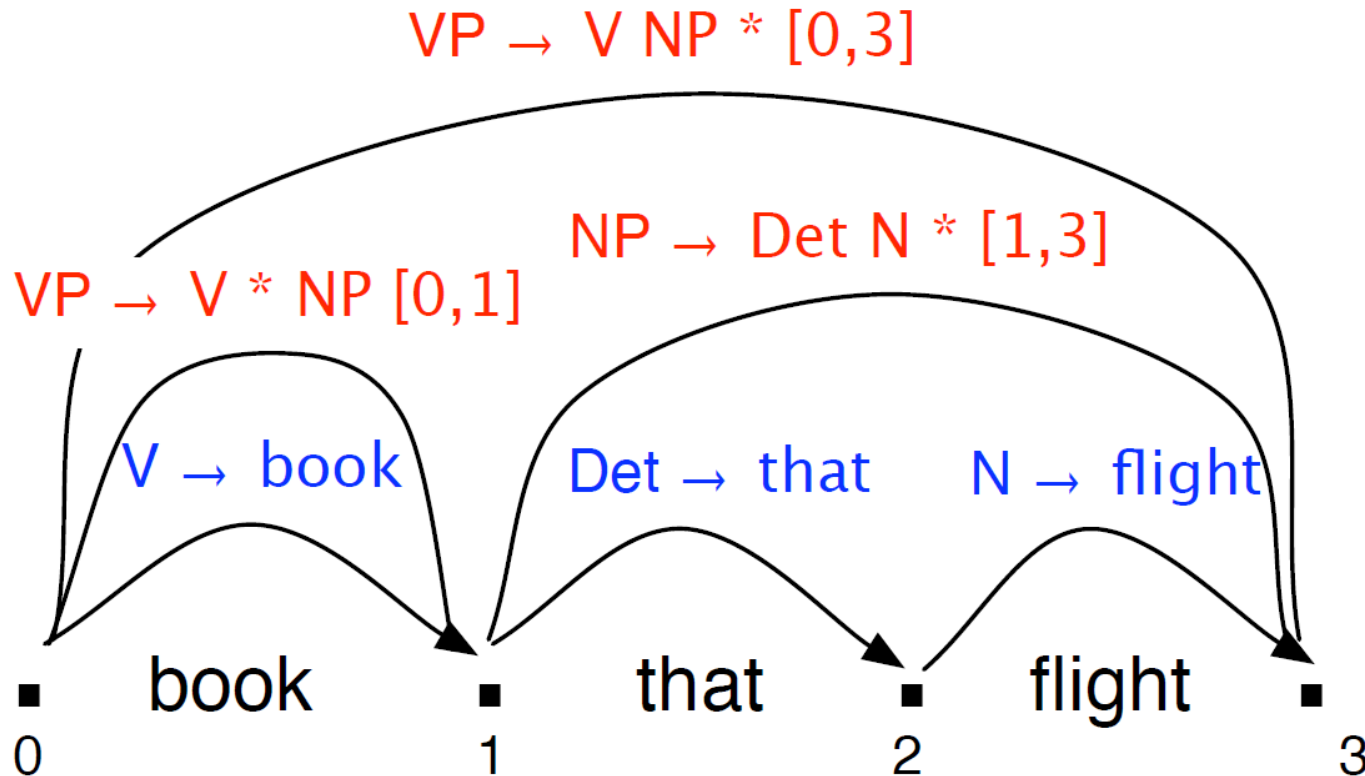 VP → V NP * [0,3]
NP → Det N * [1,3]
VP → V * NP [0,1]
V → book
Det → that
N → flight
book that flight
0 1 2 3